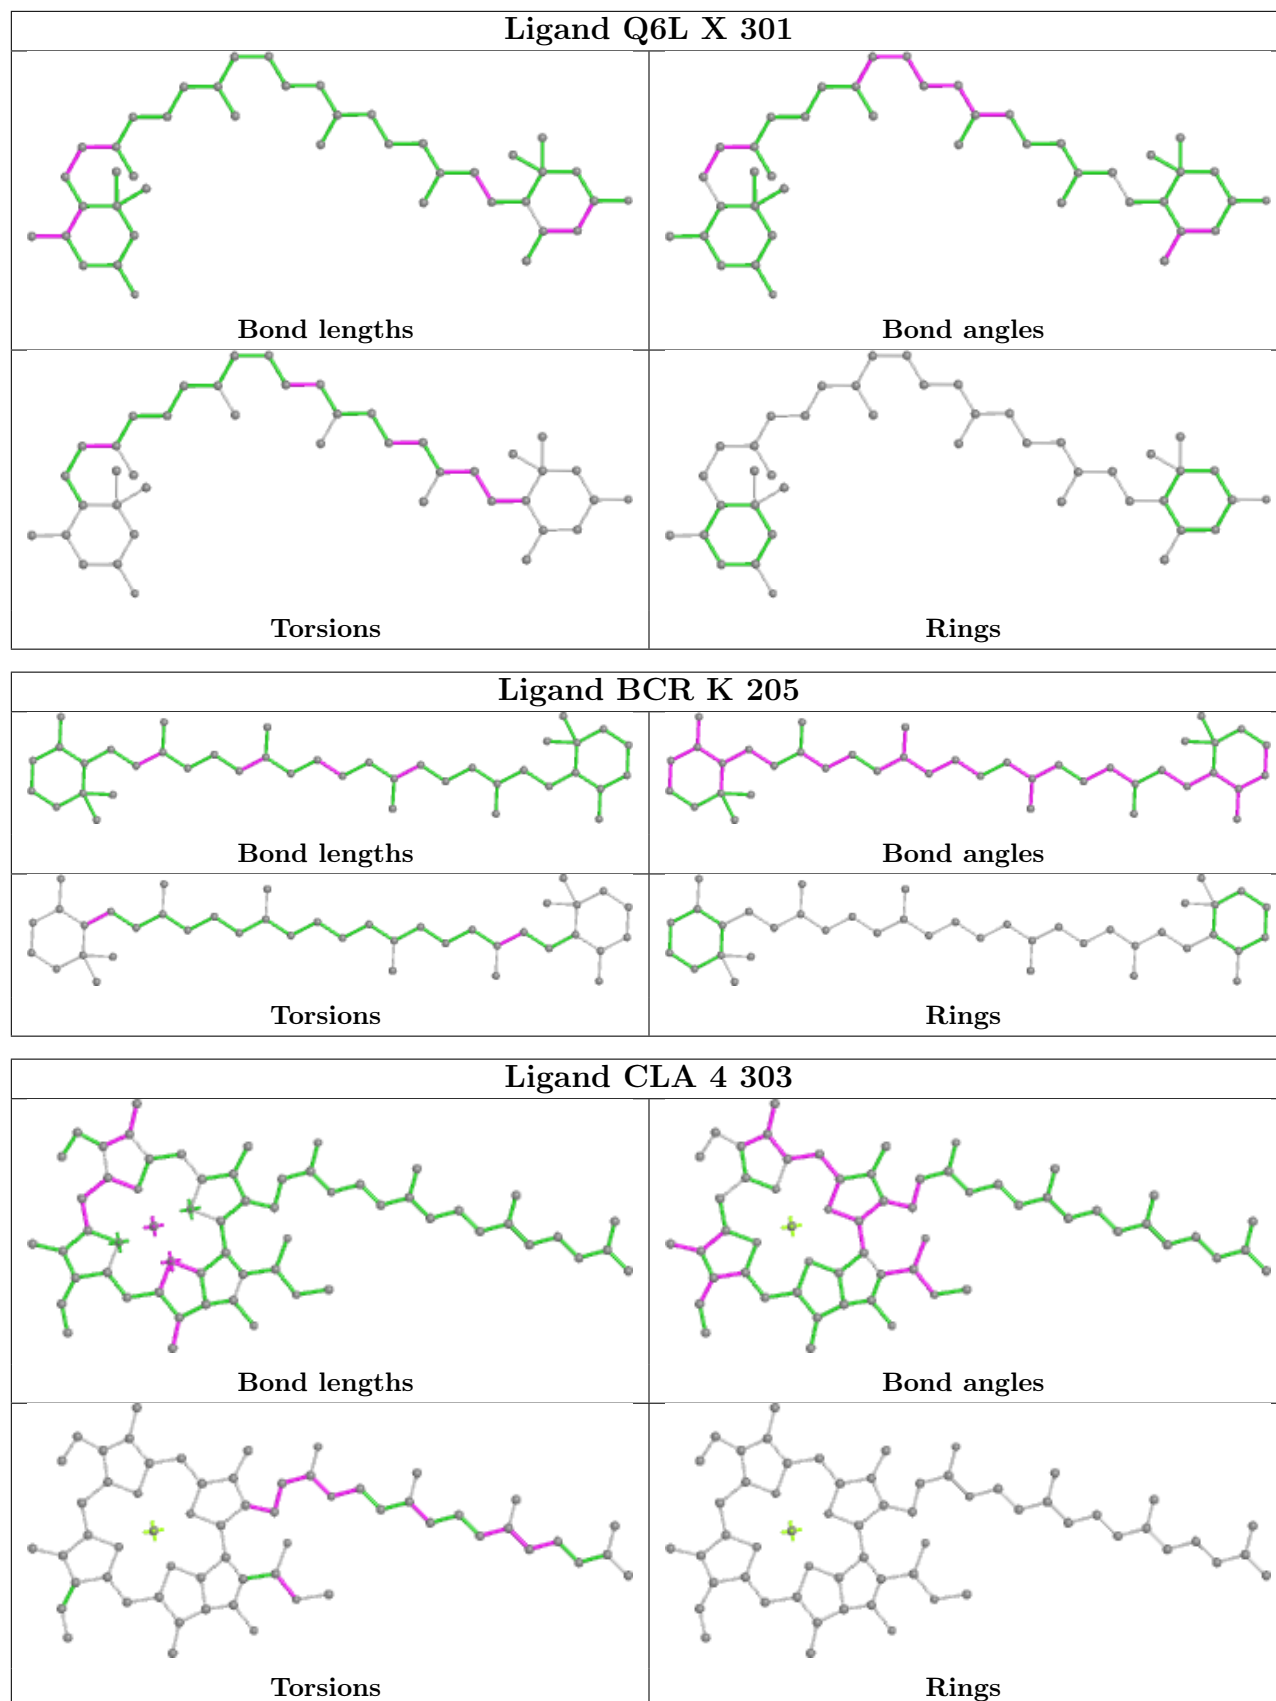 Ligand Q6L X 301
Bond lengths
Bond angles
Torsions
Rings
Ligand BCR K 205
Bond lengths
Bond angles
Torsions
Rings
Ligand CLA 4 303
Bond lengths
Bond angles
Torsions
Rings